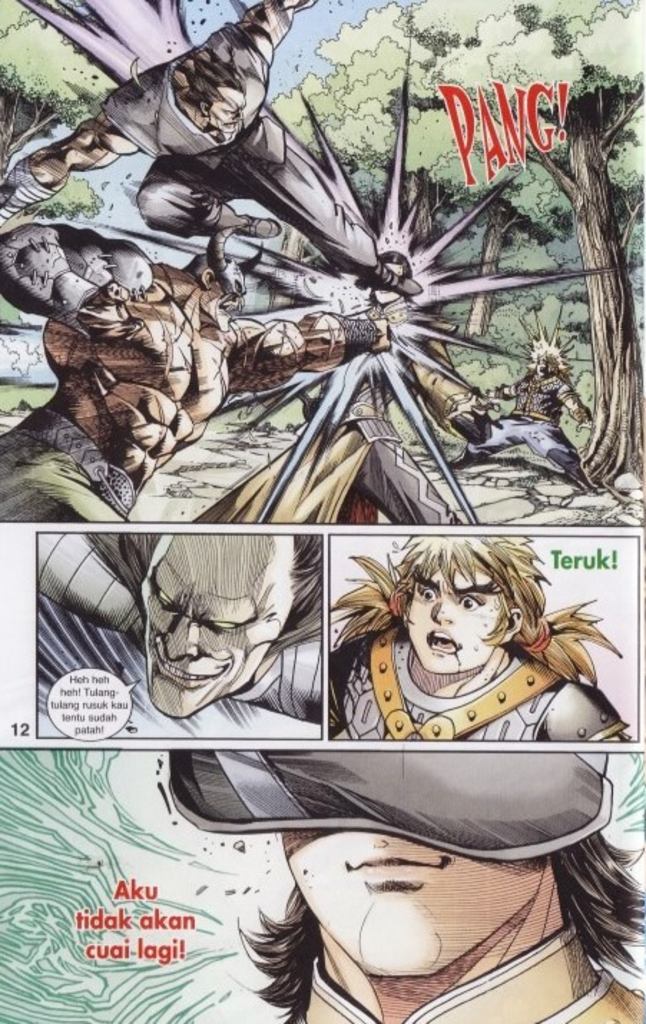 PANG!
Teruk!
Heh heh
heh! Tulang-
tulang rusuk kau
tentu sudah
patah!
12
Aku
tidak akan
cuai lagi!